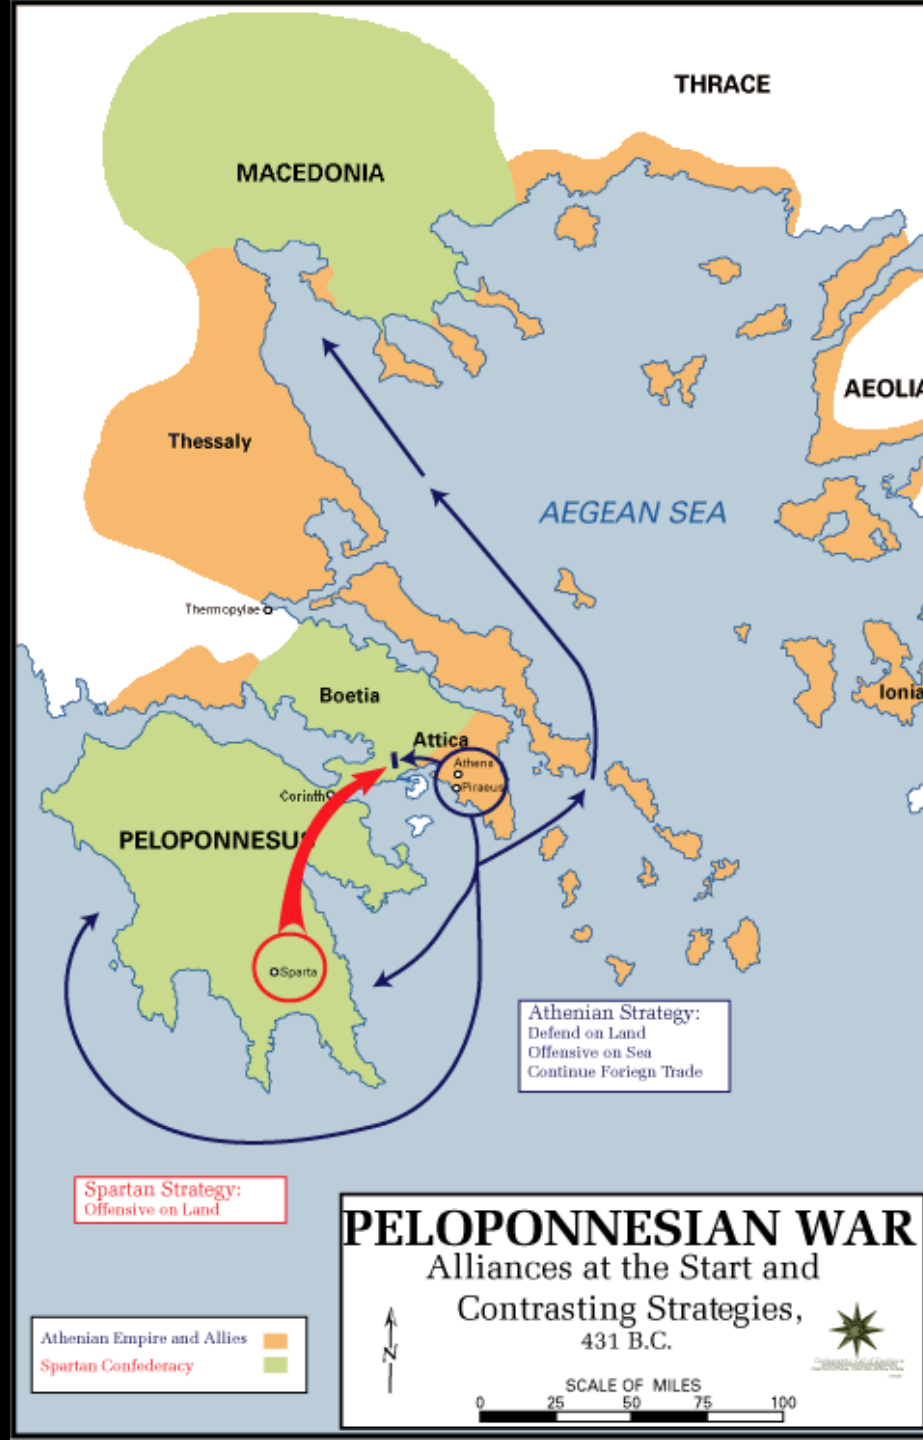 THRACE
MACEDONIA
AEOLIA
Thessaly
AEGEAN SEA
Thermopylae
Ionia
Boetia
Attica
Athens
Piraeus
Corinth
PELOPONNESUS
Sparta
Athenian Strategy:
Defend on Land
Offensive on Sea
Continue Foriegn Trade
Spartan Strategy:
Offensive on Land
PELOPONNESIAN WAR
Alliances at the Start and
Contrasting Strategies,
431 B.C.
N
SCALE OF MILES
0 25 50 75 100
Athenian Empire and Allies
Spartan Confederacy